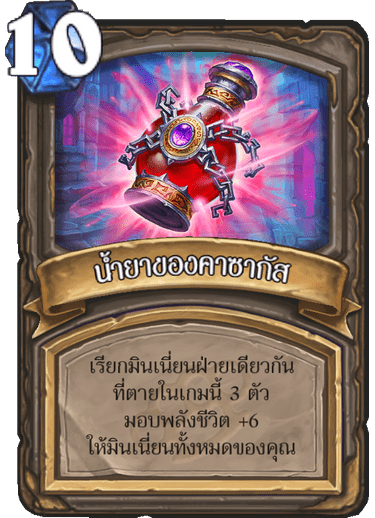 10
น้ำยาของคาซากัส
เรียกมินเนี่ยนฝ่ายเดียวกัน
ที่ตายในเกมนี้ 3 ตัว
มอบพลังชีวิต +6
ให้มินเนี่ยนทั้งหมดของคุณ